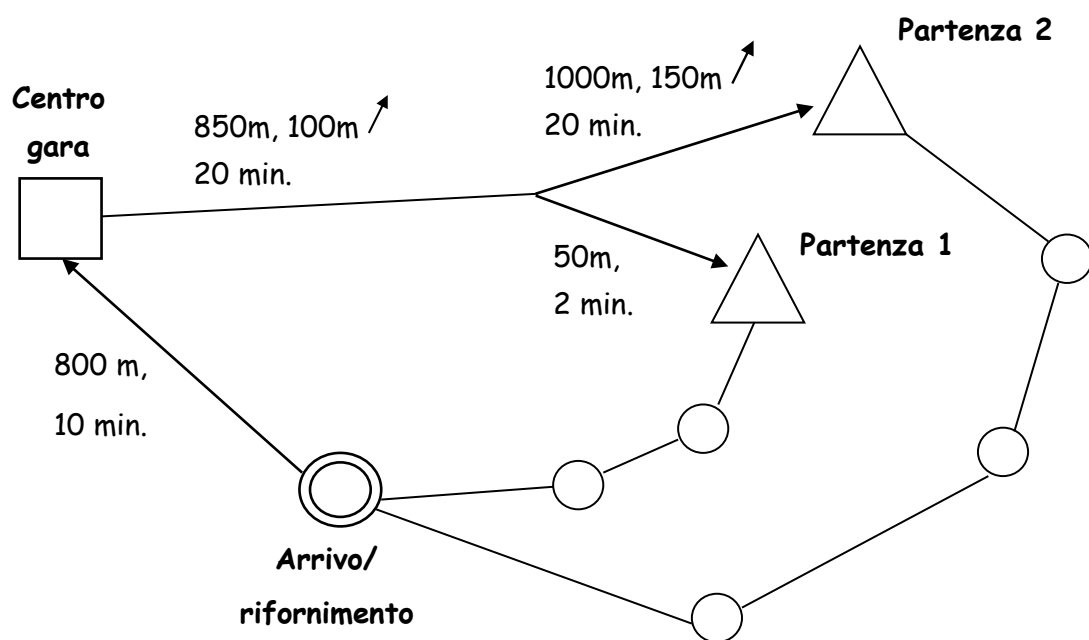 Partenza 2
1000m, 150m
20 min.
Centro
gara
850m, 100m
20 min.
Partenza 1
50m,
2 min.
800 m,
10 min.
Arrivo/
rifornimento